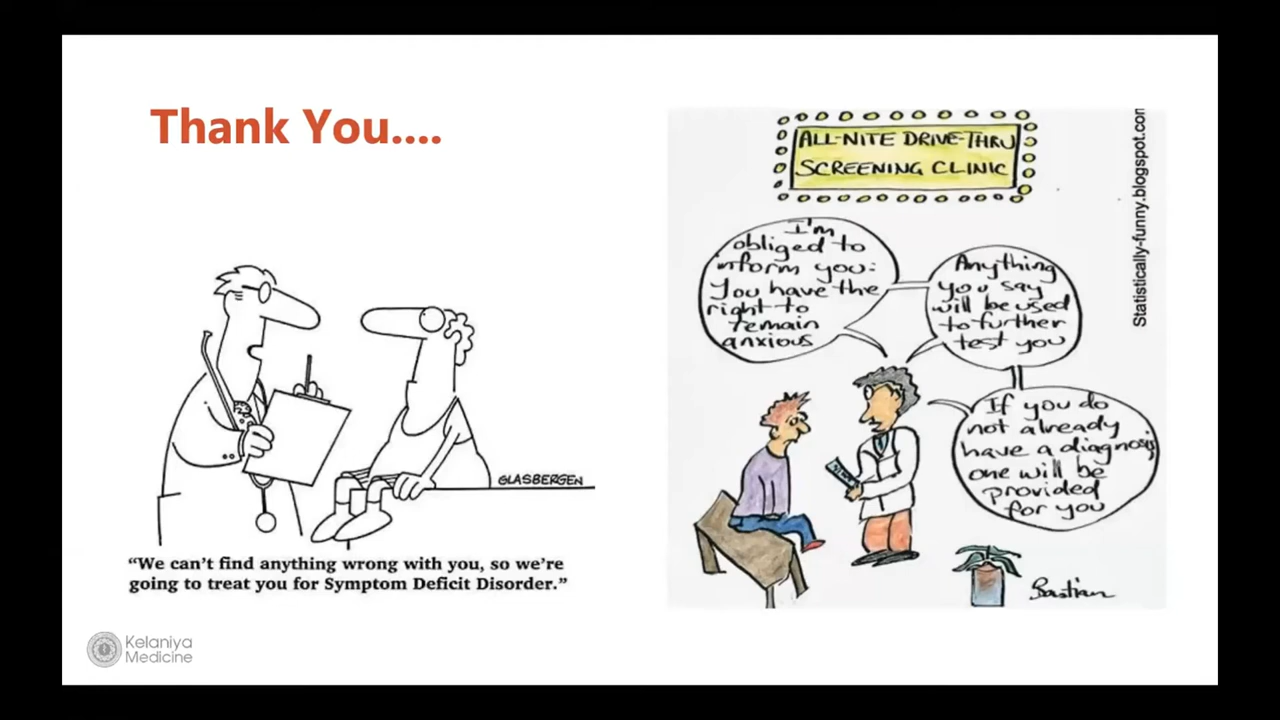 Thank You....
GLASBERGEN
“We can’t find anything wrong with you, so we’re
going to treat you for Symptom Deficit Disorder.”
ALL-NITE DRIVE-THRU
SCREENING CLINIC
I'm
obliged to
inform you:
You have the
right to
remain
anxious
Anything
you say
will be used
to further
test you
If you do
not already
have a diagnosis
one will be
provided
for you
Bastian
Statistically-funny.blogspot.com
Kelaniya
Medicine